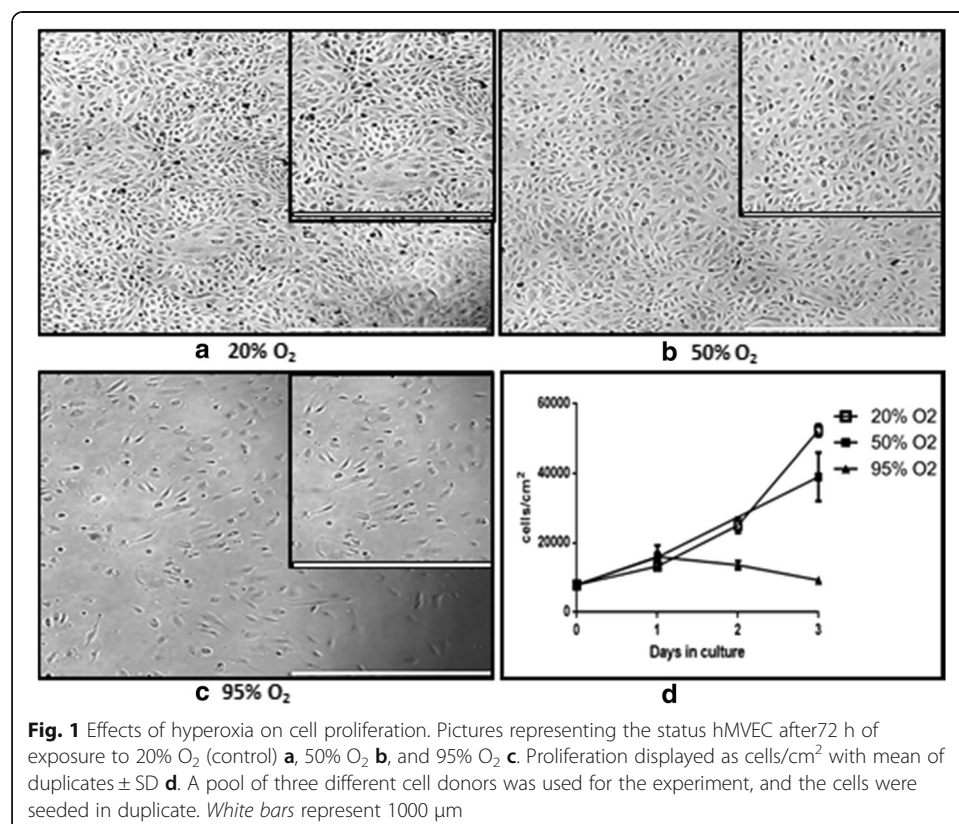 a 20% O₂
b 50% O₂
c 95% O₂
60000
40000
20000
0
cells/cm²
0 1 2 3
Days in culture
20% O2
50% O2
95% O2
d
Fig. 1 Effects of hyperoxia on cell proliferation. Pictures representing the status hMVEC after72 h of
exposure to 20% O₂ (control) a, 50% O₂ b, and 95% O₂ c. Proliferation displayed as cells/cm² with mean of
duplicates ± SD d. A pool of three different cell donors was used for the experiment, and the cells were
seeded in duplicate. White bars represent 1000 μm